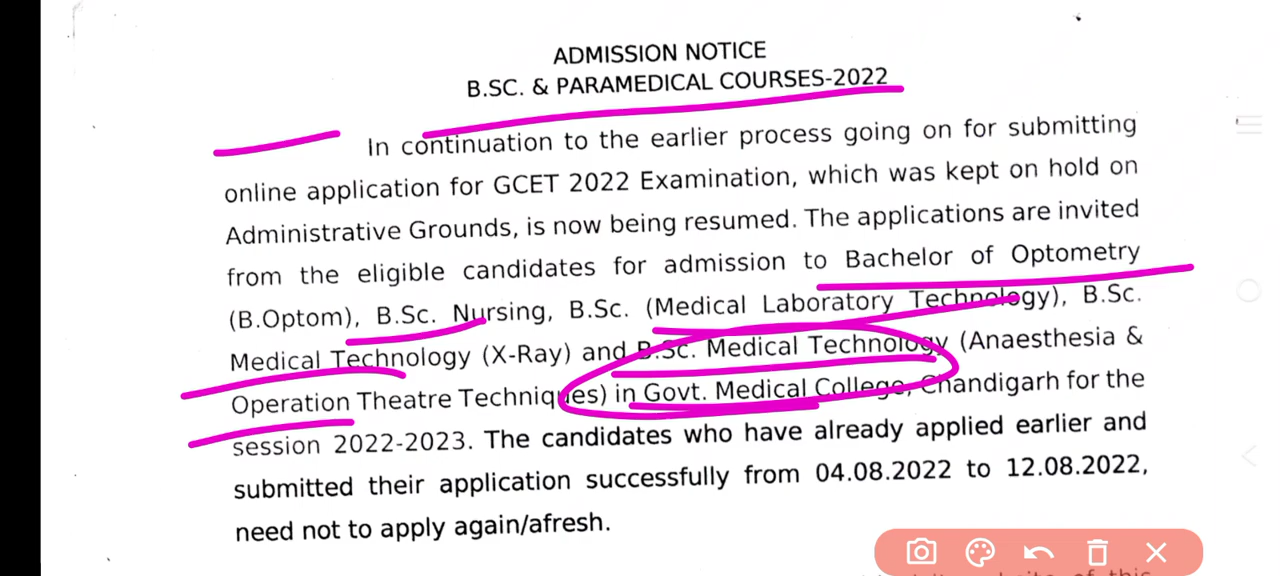 ADMISSION NOTICE
B.SC. & PARAMEDICAL COURSES-2022
In continuation to the earlier process going on for submitting
online application for GCET 2022 Examination, which was kept on hold on
Administrative Grounds, is now being resumed. The applications are invited
from the eligible candidates for admission to Bachelor of Optometry
(B.Optom), B.Sc. Nursing, B.Sc. (Medical Laboratory Technology), B.Sc.
Medical Technology (X-Ray) and B.Sc. Medical Technology (Anaesthesia &
Operation Theatre Techniques) in Govt. Medical College, Chandigarh for the
session 2022-2023. The candidates who have already applied earlier and
submitted their application successfully from 04.08.2022 to 12.08.2022,
need not to apply again/afresh.
of this